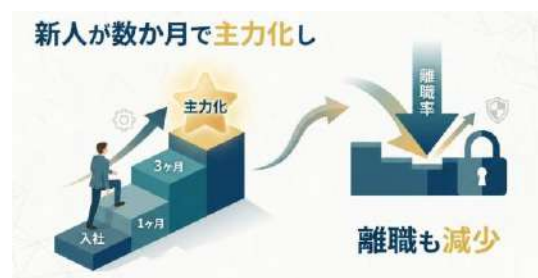 新人が数か月で主力化し
主力化
3ヶ月
1ヶ月
入社
離職率
離職も減少